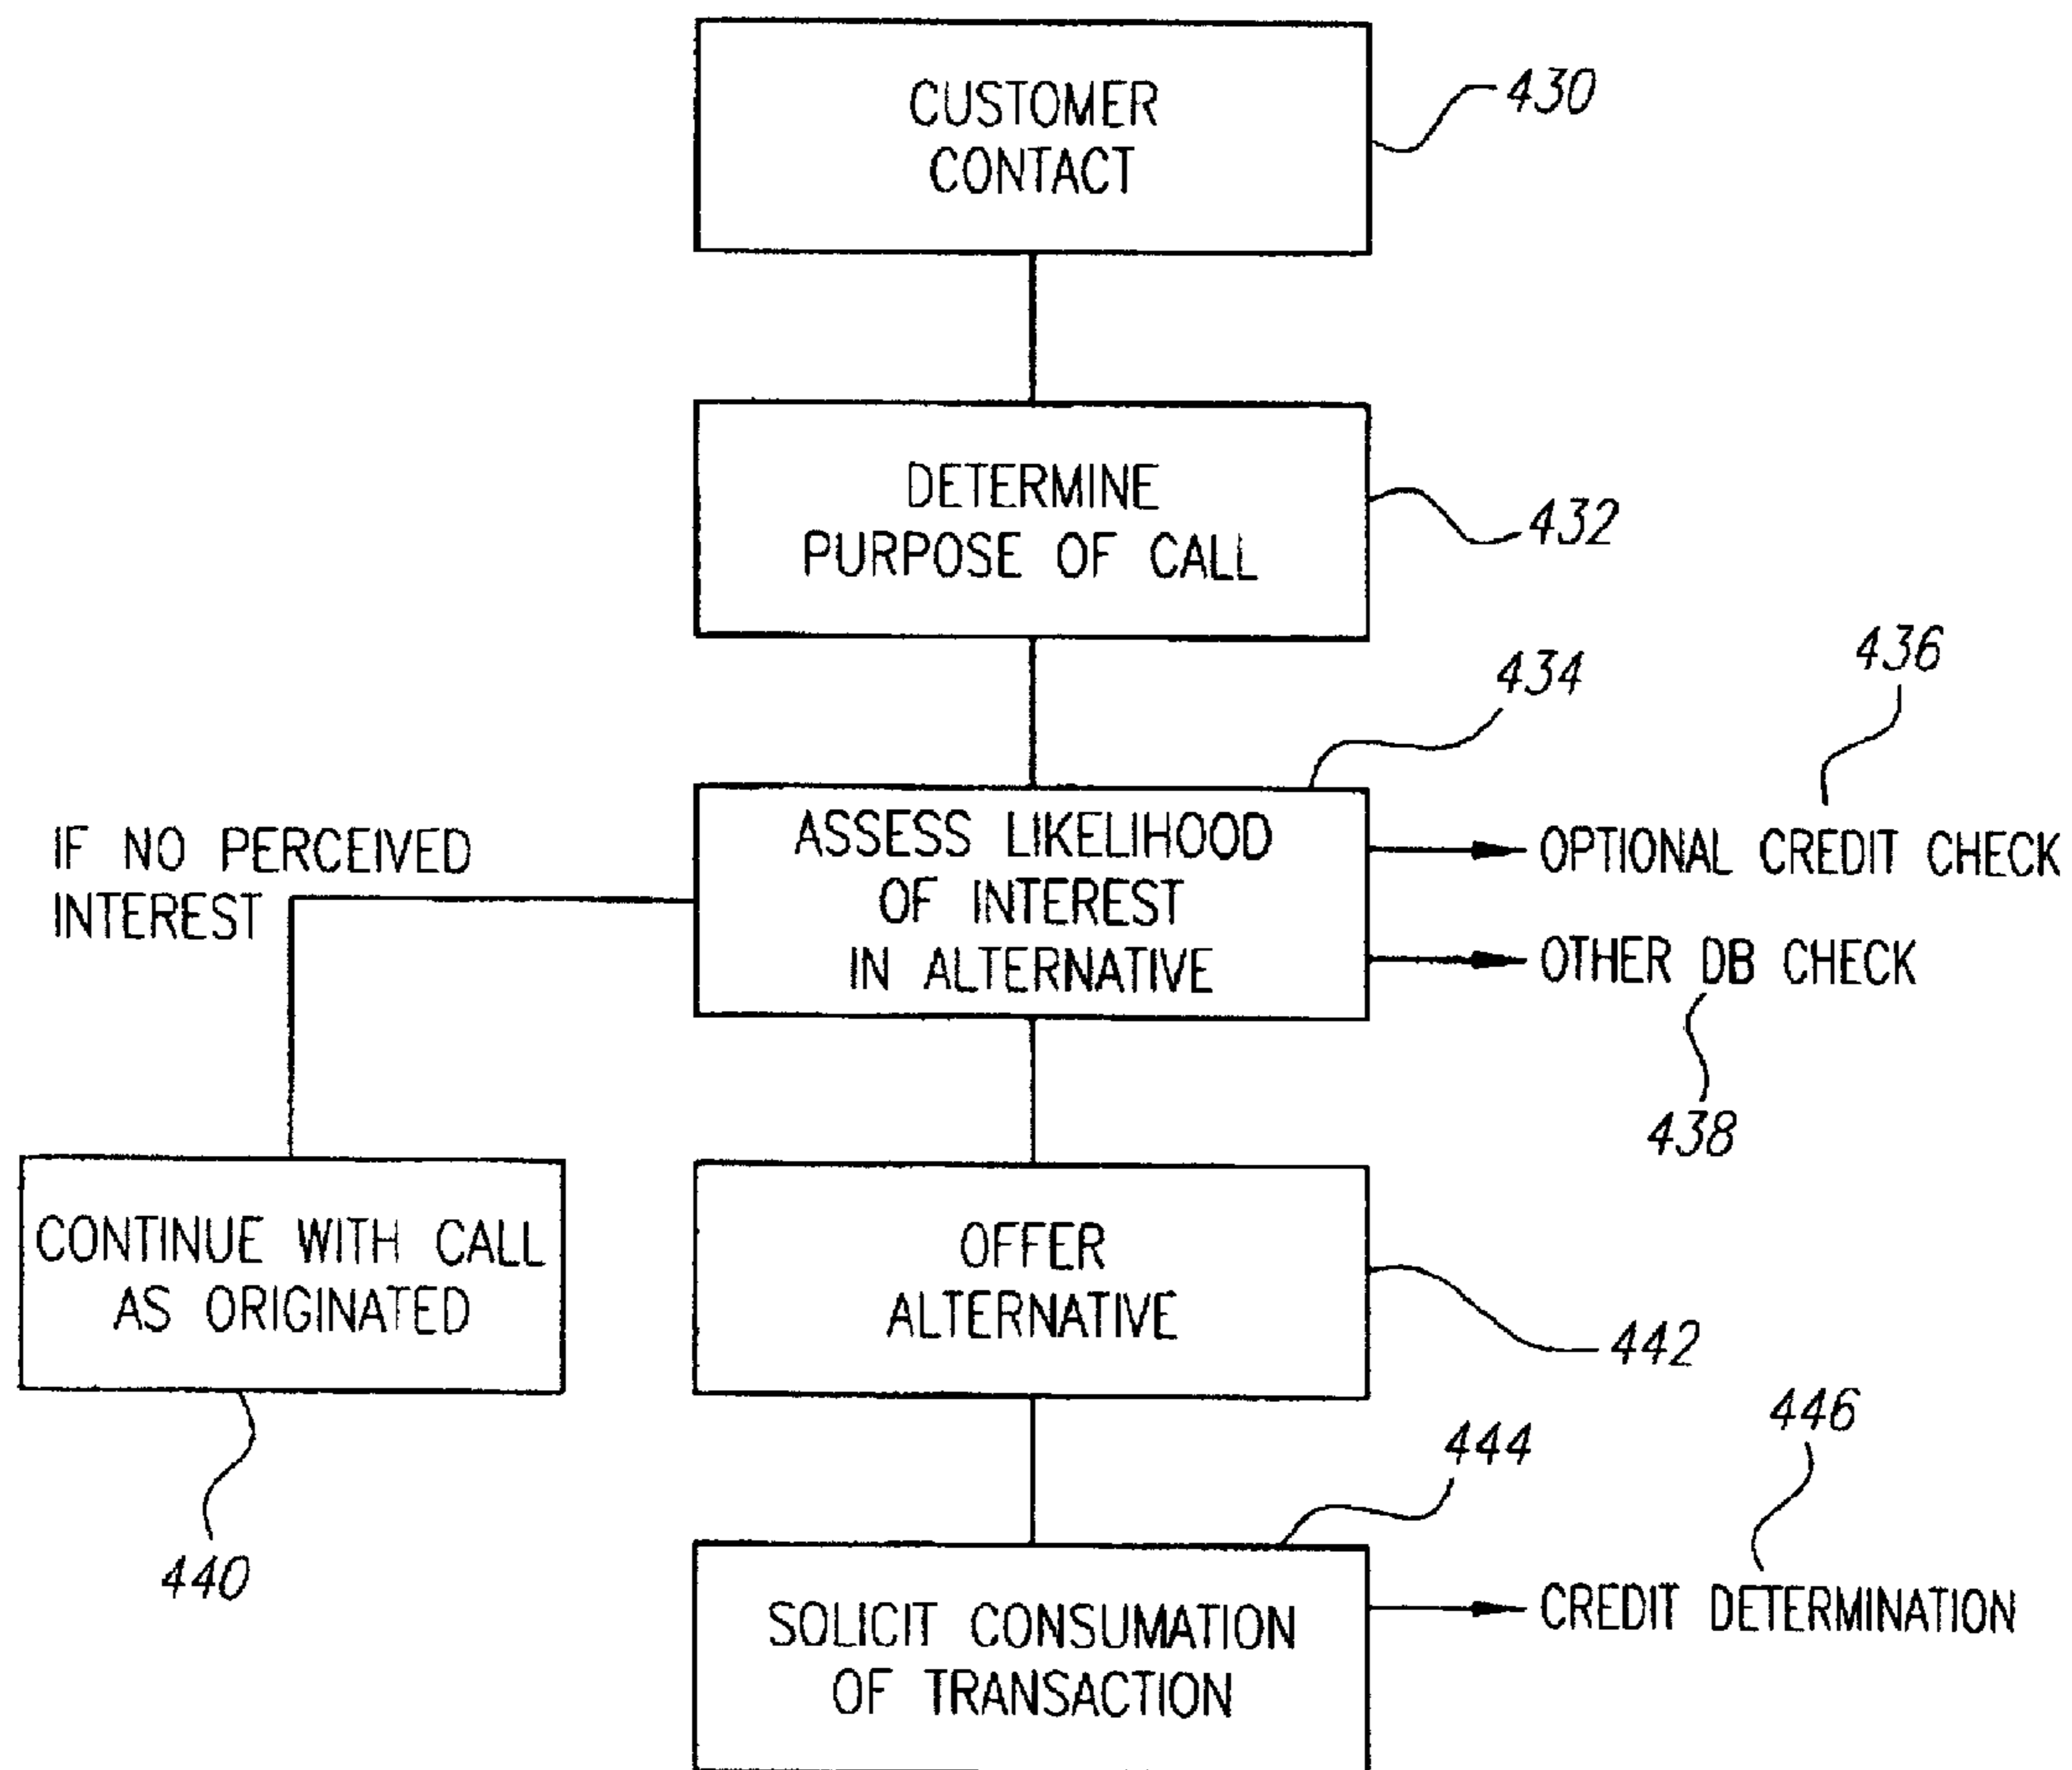 CUSTOMER
CONTACT
430
DETERMINE
PURPOSE OF CALL
432
434
436
IF NO PERCEIVED
INTEREST
ASSESS LIKELIHOOD
OF INTEREST
IN ALTERNATIVE
OPTIONAL CREDIT CHECK
OTHER DB CHECK
438
CONTINUE WITH CALL
AS ORIGINATED
440
OFFER
ALTERNATIVE
442
444
446
SOLICIT CONSUMATION
OF TRANSACTION
CREDIT DETERMINATION